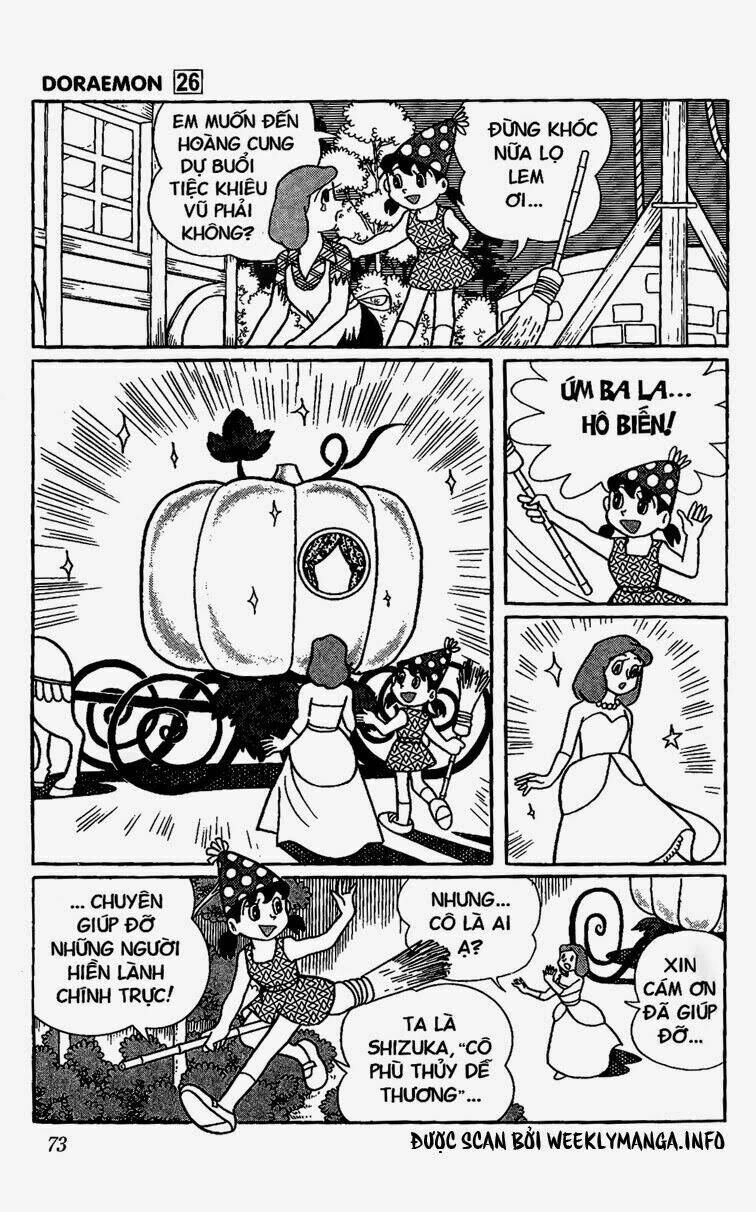 DORAEMON 26
ĐỪNG KHÓC
NỮA LỌ
LEM
ƠI...
EM MUỐN ĐẾN
HOÀNG CUNG
DỰ BUỔI
TIỆC KHIÊU
VŨ PHẢI
KHÔNG?
ÚM BA LA...
HÔ BIẾN!
XIN
CẢM ƠN
ĐÃ GIÚP
ĐỠ...
NHƯNG...
CÔ LÀ AI
Ạ?
TA LÀ
SHIZUKA, "CÔ
PHÙ THỦY DỄ
THƯƠNG"...
... CHUYÊN
GIÚP ĐỠ
NHỮNG NGƯỜI
HIỀN LÀNH
CHÍNH TRỰC!
73
ĐƯỢC SCAN BỞI WEEKLYMANGA.INFO